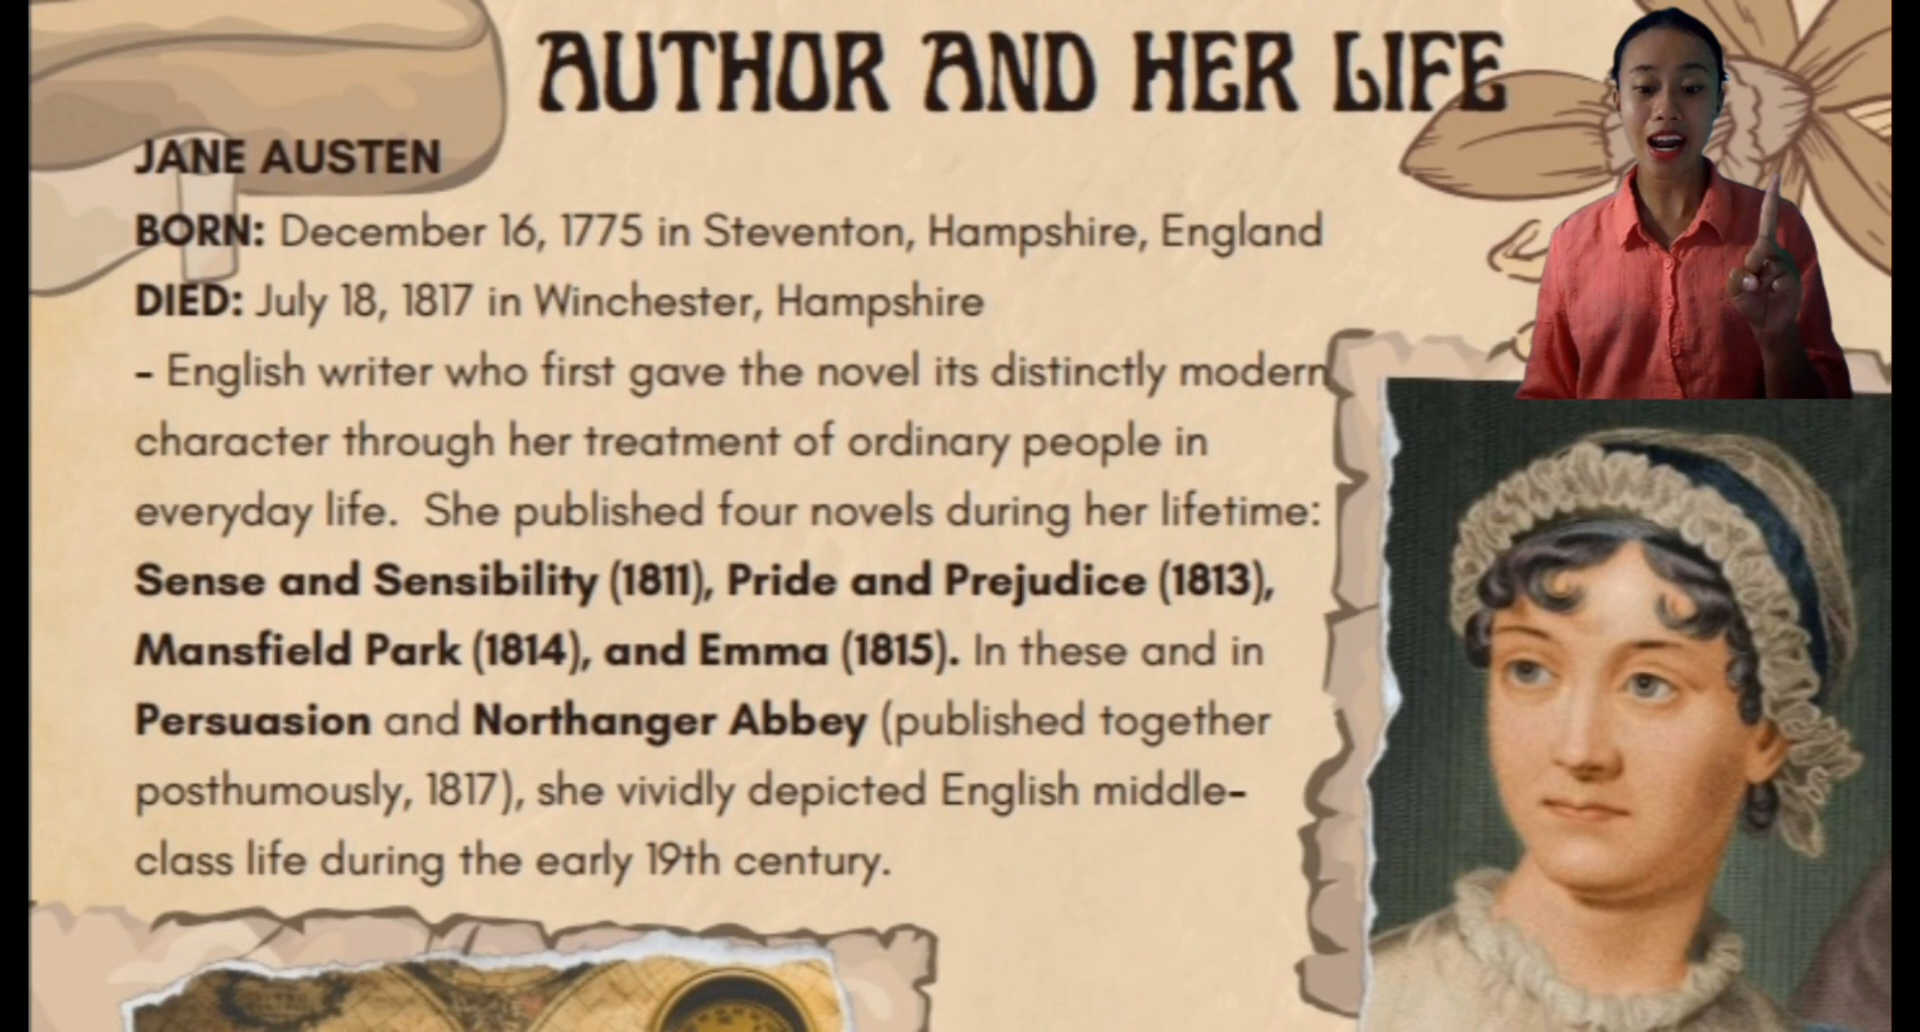 AUTHOR AND HER LIFE
JANE AUSTEN
BORN: December 16, 1775 in Steventon, Hampshire, England
DIED: July 18, 1817 in Winchester, Hampshire
- English writer who first gave the novel its distinctly modern
character through her treatment of ordinary people in
everyday life. She published four novels during her lifetime:
Sense and Sensibility (1811), Pride and Prejudice (1813),
Mansfield Park (1814), and Emma (1815). In these and in
Persuasion and Northanger Abbey (published together
posthumously, 1817), she vividly depicted English middle-
class life during the early 19th century.